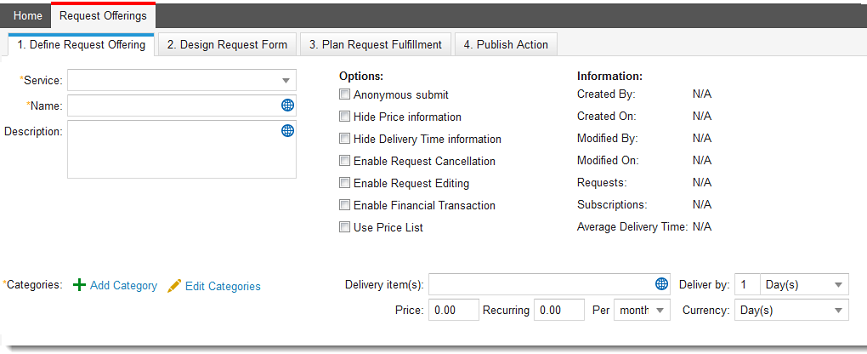 Home Request Offerings
1. Define Request Offering 2. Design Request Form 3. Plan Request Fulfillment 4. Publish Action
*Service:
*Name:
Description:
Options:
Anonymous submit
Hide Price information
Hide Delivery Time information
Enable Request Cancellation
Enable Request Editing
Enable Financial Transaction
Use Price List
Information:
Created By: N/A
Created On: N/A
Modified By: N/A
Modified On: N/A
Requests: N/A
Subscriptions: N/A
Average Delivery Time: N/A
*Categories: Add Category Edit Categories
Delivery item(s): Deliver by: 1 Day(s)
Price: 0.00 Recurring 0.00 Per month Currency: Day(s)